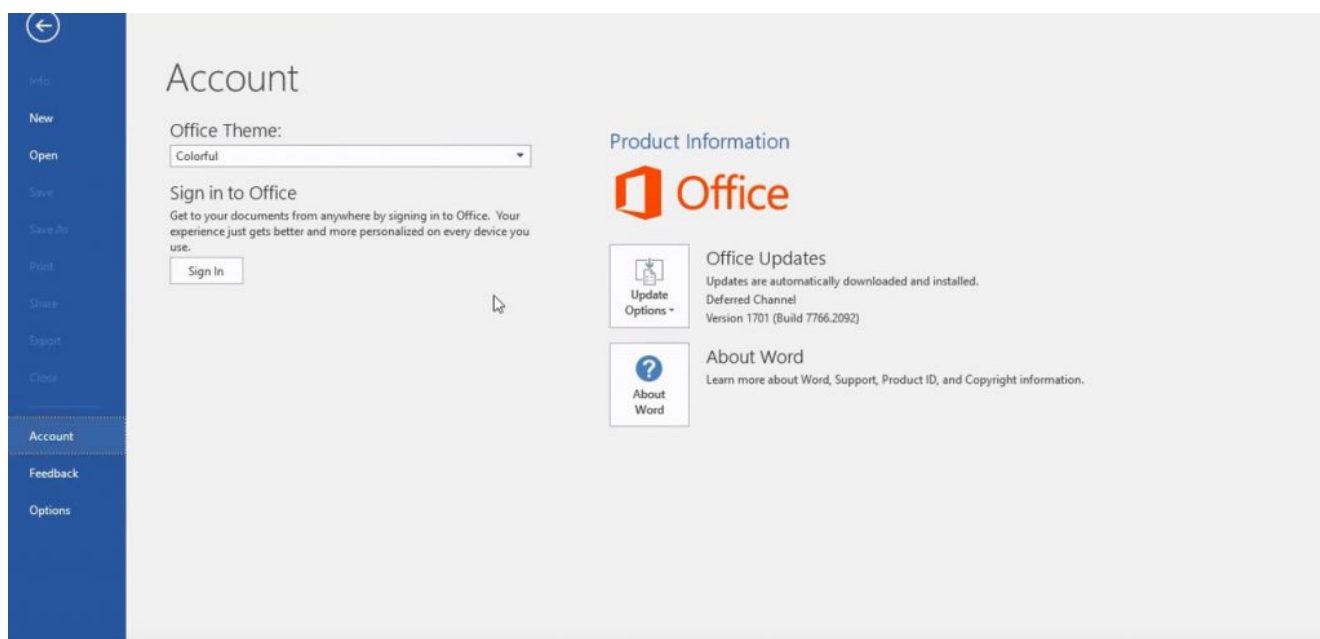 Info
New
Open
Save
Save As
Print
Share
Export
Close
Account
Feedback
Options
Account
Office Theme:
Colorful
Sign in to Office
Get to your documents from anywhere by signing in to Office. Your
experience just gets better and more personalized on every device you
use.
Sign In
Product Information
Office
Update
Options
Office Updates
Updates are automatically downloaded and installed.
Deferred Channel
Version 1701 (Build 7766.2092)
About
Word
About Word
Learn more about Word, Support, Product ID, and Copyright information.